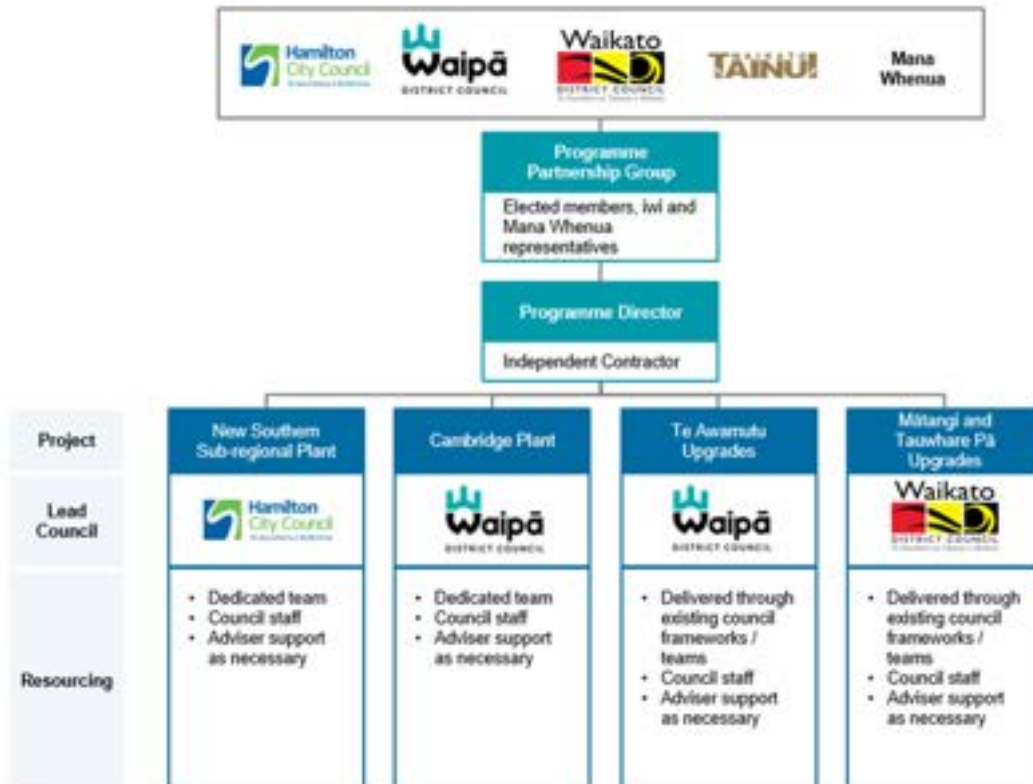 Hamilton
City Council
Waipā
DISTRICT COUNCIL
Waikato
DISTRICT COUNCIL
TAINUI
Mana
Whenua
Programme
Partnership Group
Elected members, iwi and
Mana Whenua
representatives
Programme Director
Independent Contractor
Project
New Southern
Sub-regional Plant
Cambridge Plant
Te Awamutu
Upgrades
Mātangi and
Tauwhare Pā
Upgrades
Lead
Council
Hamilton
City Council
Waipā
DISTRICT COUNCIL
Waipā
DISTRICT COUNCIL
Waikato
DISTRICT COUNCIL
Resourcing
• Dedicated team
• Council staff
• Adviser support
as necessary
• Dedicated team
• Council staff
• Adviser support
as necessary
• Delivered through
existing council
frameworks /
teams
• Council staff
• Adviser support
as necessary
• Delivered through
existing council
frameworks /
teams
• Council staff
• Adviser support
as necessary